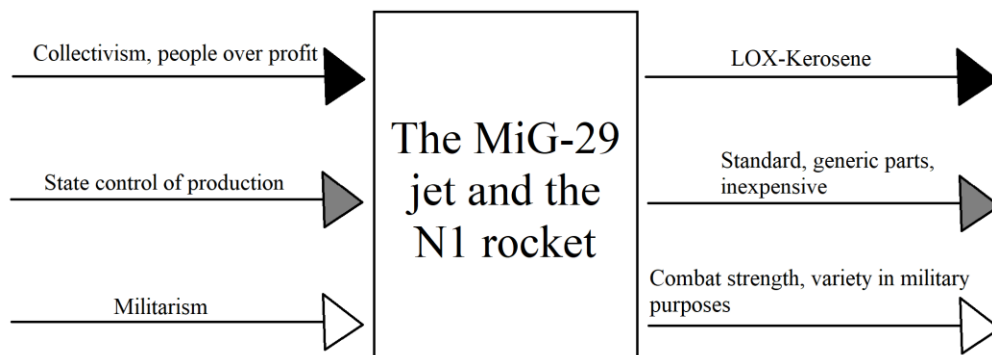 Collectivism, people over profit
State control of production
Militarism
The MiG-29
jet and the
N1 rocket
LOX-Kerosene
Standard, generic parts,
inexpensive
Combat strength, variety in military
purposes